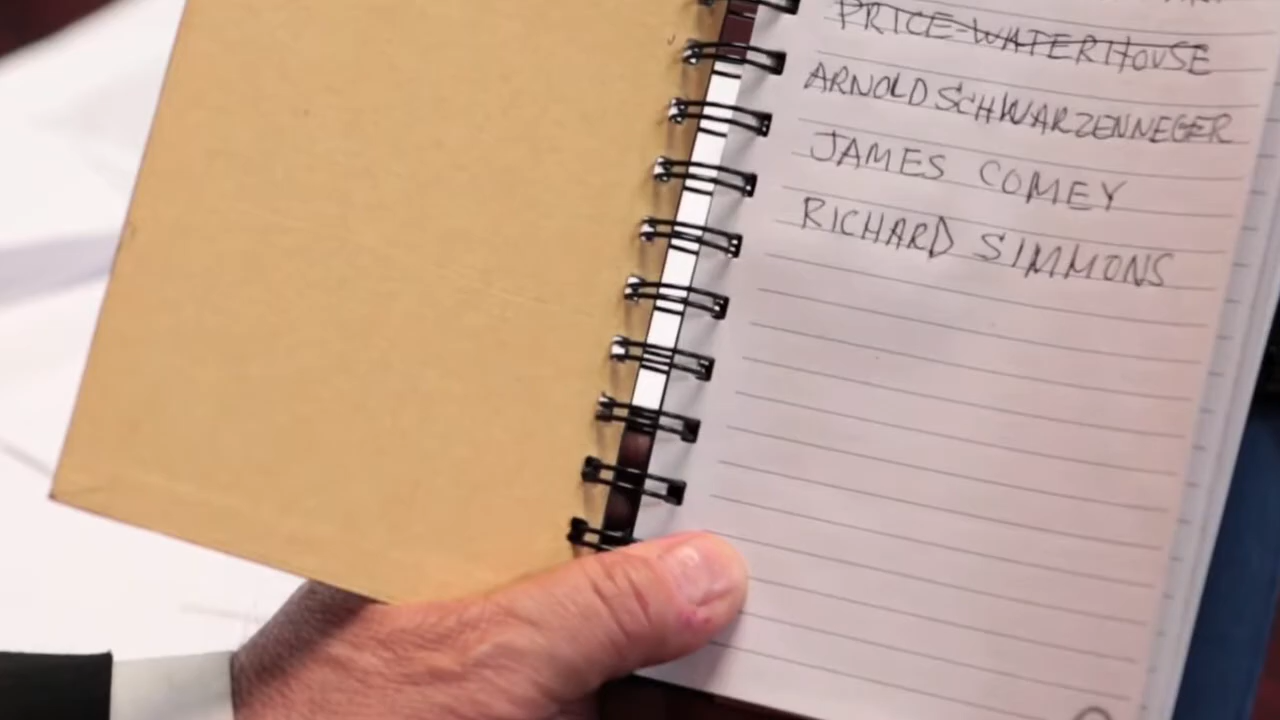 PRICE-WATERHOUSE
ARNOLD SCHWARZENNEGER
JAMES COMEY
RICHARD SIMMONS